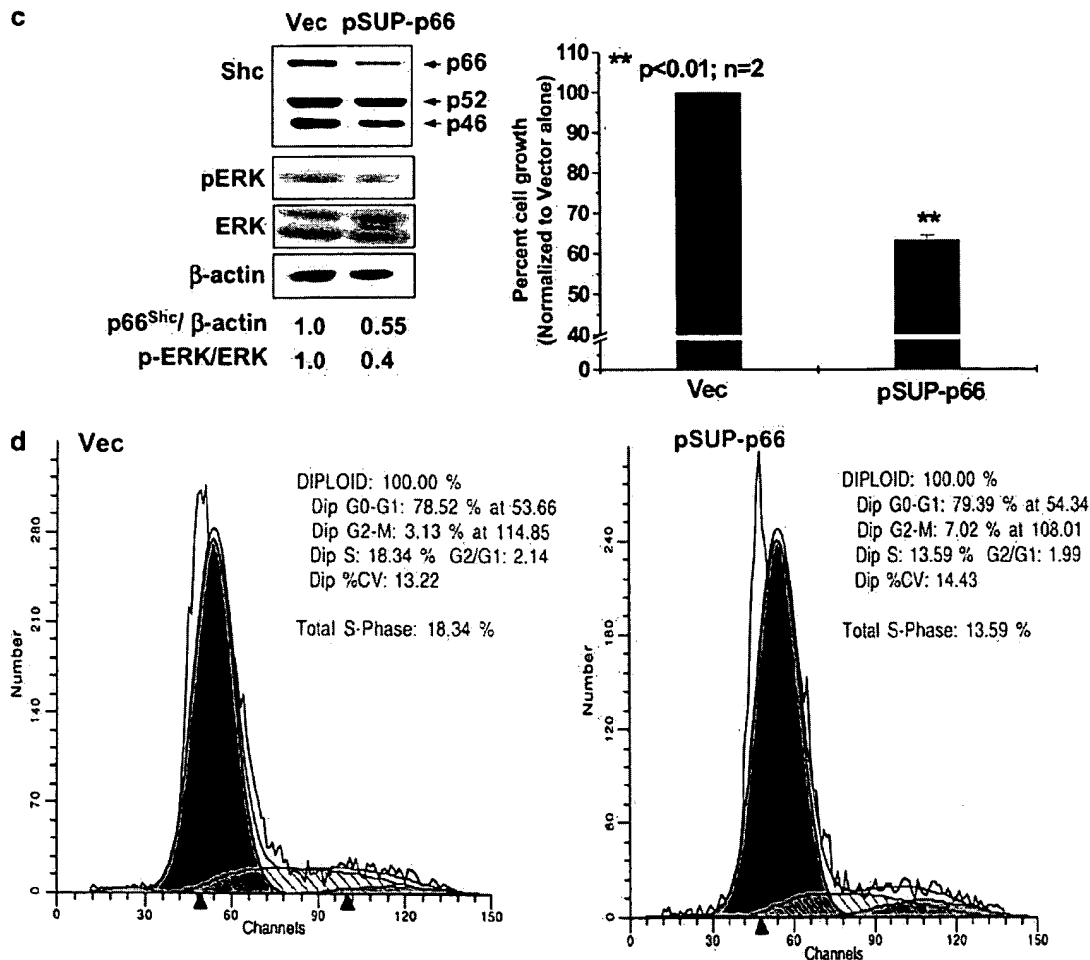 c
Vec pSUP-p66
Shc
p66
p52
p46
pERK
ERK
β-actin
p66Shc/ β-actin 1.0 0.55
p-ERK/ERK 1.0 0.4
** p<0.01; n=2
Percent cell growth
(Normalized to Vector alone)
110
100
90
80
70
60
50
40
0
**
Vec pSUP-p66
d
Vec
DIPLOID: 100.00 %
Dip G0-G1: 78.52 % at 53.66
Dip G2-M: 3.13 % at 114.85
Dip S: 18.34 % G2/G1: 2.14
Dip %CV: 13.22
Total S-Phase: 18.34 %
Number
280
210
140
70
0
0 30 60 90 120 150
Channels
pSUP-p66
DIPLOID: 100.00 %
Dip G0-G1: 79.39 % at 54.34
Dip G2-M: 7.02 % at 108.01
Dip S: 13.59 % G2/G1: 1.99
Dip %CV: 14.43
Total S-Phase: 13.59 %
Number
240
180
120
60
0
0 30 60 90 120 150
Channels